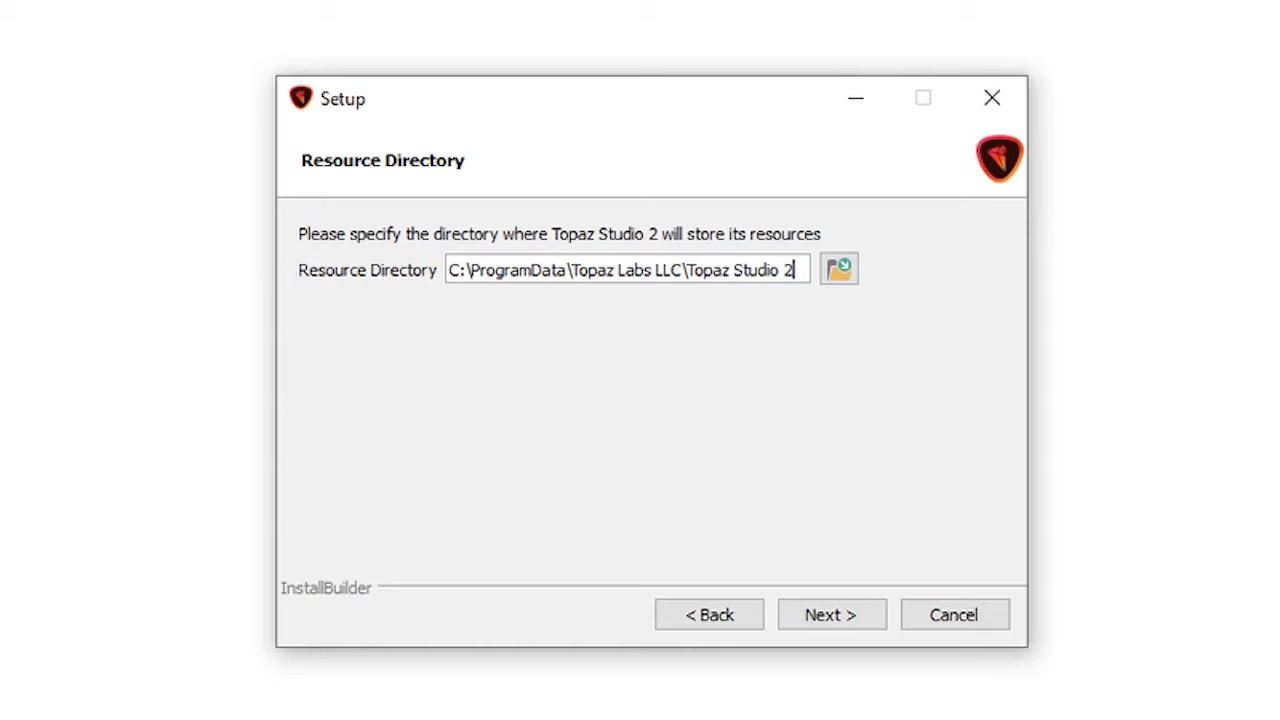 Setup
Resource Directory
Please specify the directory where Topaz Studio 2 will store its resources
Resource Directory C:\ProgramData\Topaz Labs LLC\Topaz Studio 2
InstallBuilder
< Back Next > Cancel